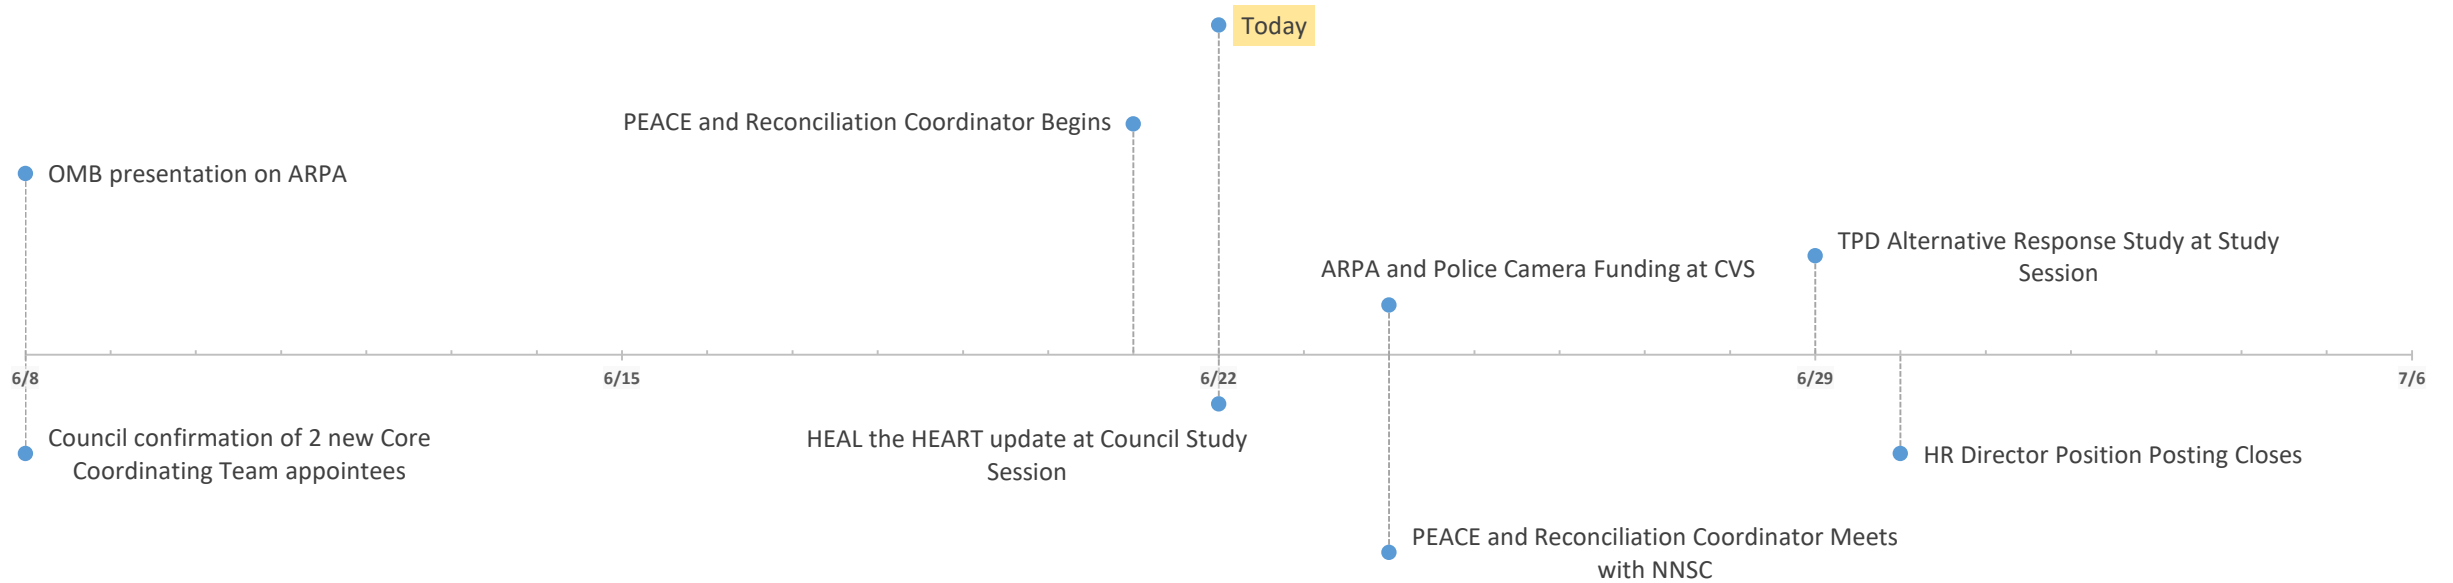 Today
PEACE and Reconciliation Coordinator Begins
OMB presentation on ARPA
TPD Alternative Response Study at Study
Session
ARPA and Police Camera Funding at CVS
6/8
6/15
6/22
6/29
7/6
Council confirmation of 2 new Core
Coordinating Team appointees
HEAL the HEART update at Council Study
Session
HR Director Position Posting Closes
PEACE and Reconciliation Coordinator Meets
with NNSC